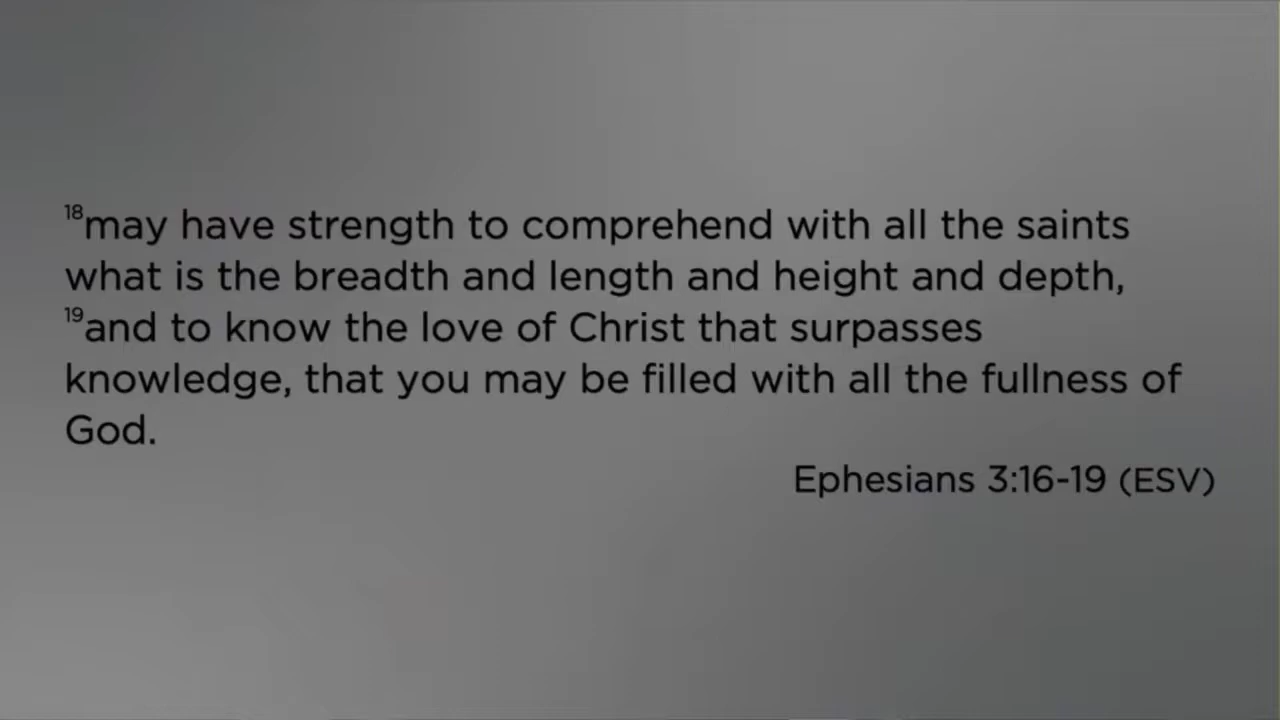 18may have strength to comprehend with all the saints
what is the breadth and length and height and depth,
19and to know the love of Christ that surpasses
knowledge, that you may be filled with all the fullness of
God.
Ephesians 3:16-19 (ESV)